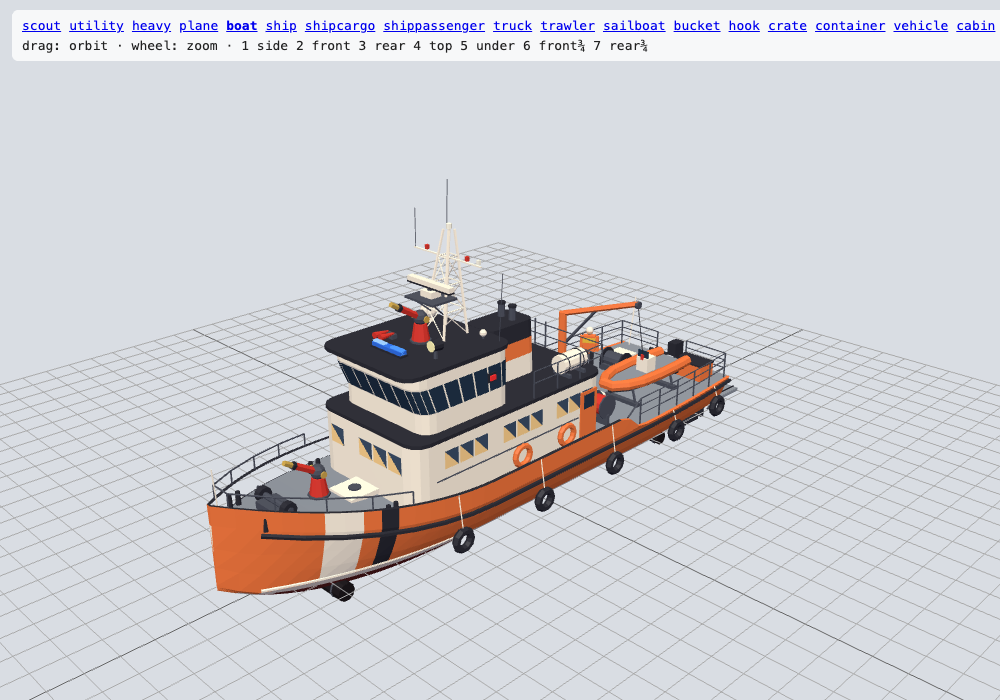 scout utility heavy plane boat ship shipcargo shippassenger truck trawler sailboat bucket hook crate container vehicle cabin
drag: orbit · wheel: zoom · 1 side 2 front 3 rear 4 top 5 under 6 front¾ 7 rear¾